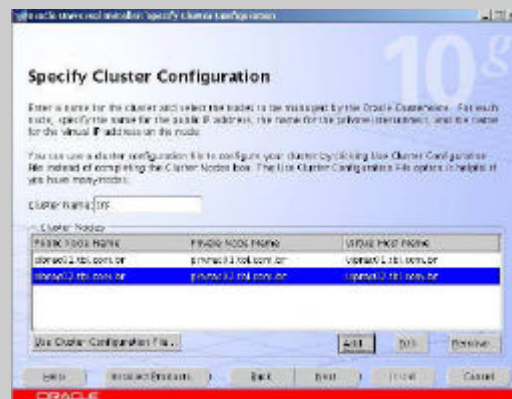 Oracle Universal Installer: Specify Cluster Configuration
10g
Specify Cluster Configuration
Enter a name for the cluster and select the nodes to be managed by the Oracle Clusterware. For each
node, specify the name for the public IP address, the name for the private interconnect, and the name
for the virtual IP address on the node.
You can use a cluster configuration file to configure your cluster by clicking Use Cluster Configuration
File instead of completing the Cluster Nodes box. The Use Cluster Configuration File option is helpful if
you have many nodes.
Cluster Name:
Cluster Nodes
Public Node Name Private Node Name Virtual Host Name
Use Cluster Configuration File... Add Edit Remove
Help Installed Products Back Next Install Cancel
ORACLE